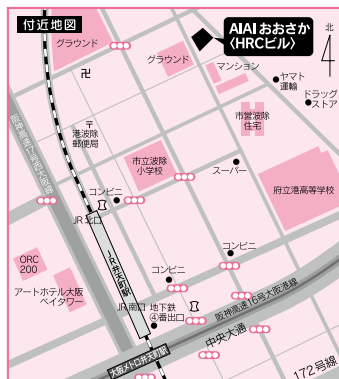 付近地図
AIAIおおさか
〈HRCビル〉
北
グラウンド
グラウンド
マンション
ヤマト
運輸
ドラッグ
ストア
卍
〒
港波除
郵便局
市営波除
住宅
阪神高速17号西大阪線
市立波除
小学校
スーパー
府立港高等学校
コンビニ
JR北口
JR弁天町駅
ORC
200
コンビニ
コンビニ
アートホテル大阪
ベイタワー
JR南口
地下鉄
④番出口
阪神高速16号大阪港線
中央大通
大阪メトロ弁天町駅
172号線